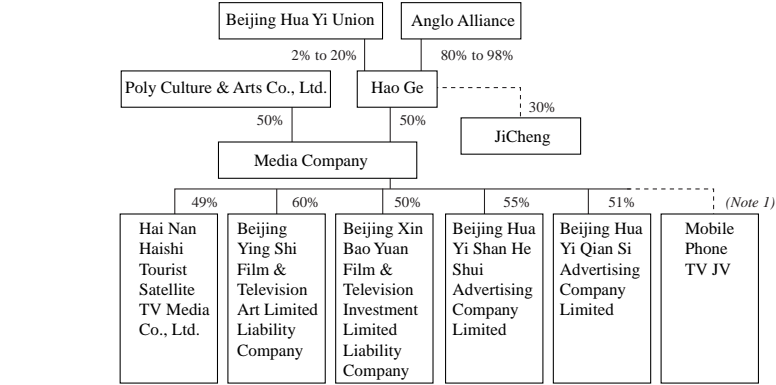 Beijing Hua Yi Union
Anglo Alliance
2% to 20%
80% to 98%
Poly Culture & Arts Co., Ltd.
Hao Ge
30%
50%
50%
JiCheng
Media Company
49%
60%
50%
55%
51%
(Note 1)
Hai Nan
Haishi
Tourist
Satellite
TV Media
Co., Ltd.
Beijing
Ying Shi
Film &
Television
Art Limited
Liability
Company
Beijing Xin
Bao Yuan
Film &
Television
Investment
Limited
Liability
Company
Beijing Hua
Yi Shan He
Shui
Advertising
Company
Limited
Beijing Hua
Yi Qian Si
Advertising
Company
Limited
Mobile
Phone
TV JV